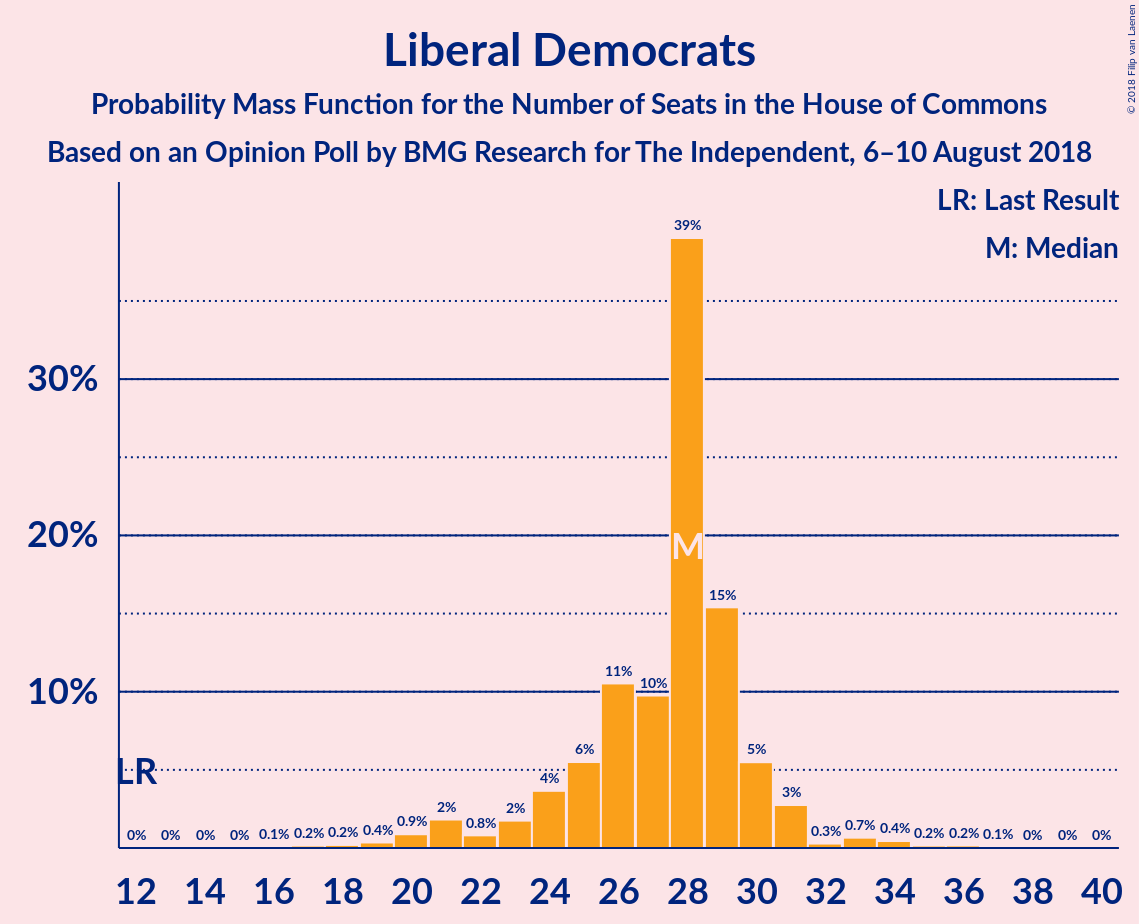 © 2018 Filip van Laenen
Liberal Democrats
Probability Mass Function for the Number of Seats in the House of Commons
Based on an Opinion Poll by BMG Research for The Independent, 6–10 August 2018
LR: Last Result
M: Median
39%
30%
20%
M
15%
11%
10%
10%
6%
5%
LR
4%
3%
2%
2%
0% 0% 0% 0% 0.1% 0.2% 0.2% 0.4% 0.9% 0.8% 0.3% 0.7% 0.4% 0.2% 0.2% 0.1% 0% 0% 0%
12 14 16 18 20 22 24 26 28 30 32 34 36 38 40